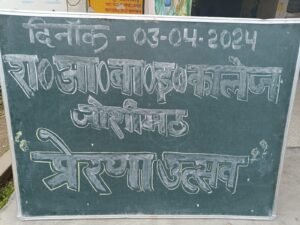 दिनाँक - 03-04-2024
रा०आ०बा०इ०कालेज
जोशीमठ
"प्रेरणा उत्सव"